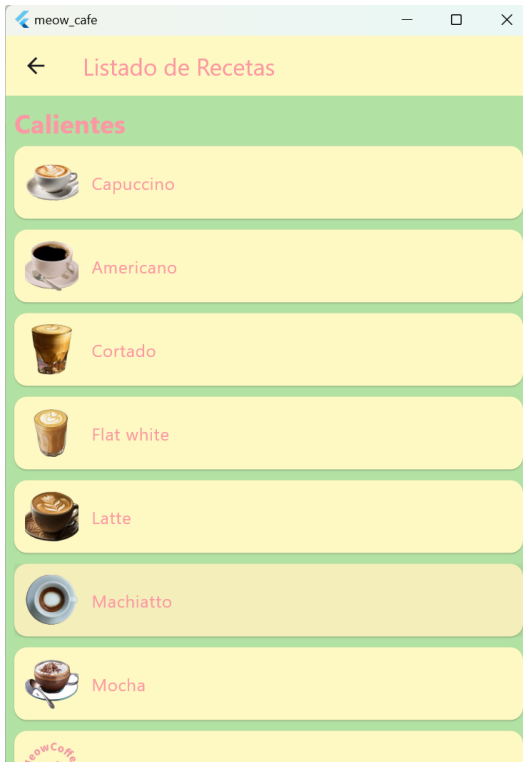 meow_cafe
Listado de Recetas
Calientes
Capuccino
Americano
Cortado
Flat white
Latte
Machiatto
Mocha